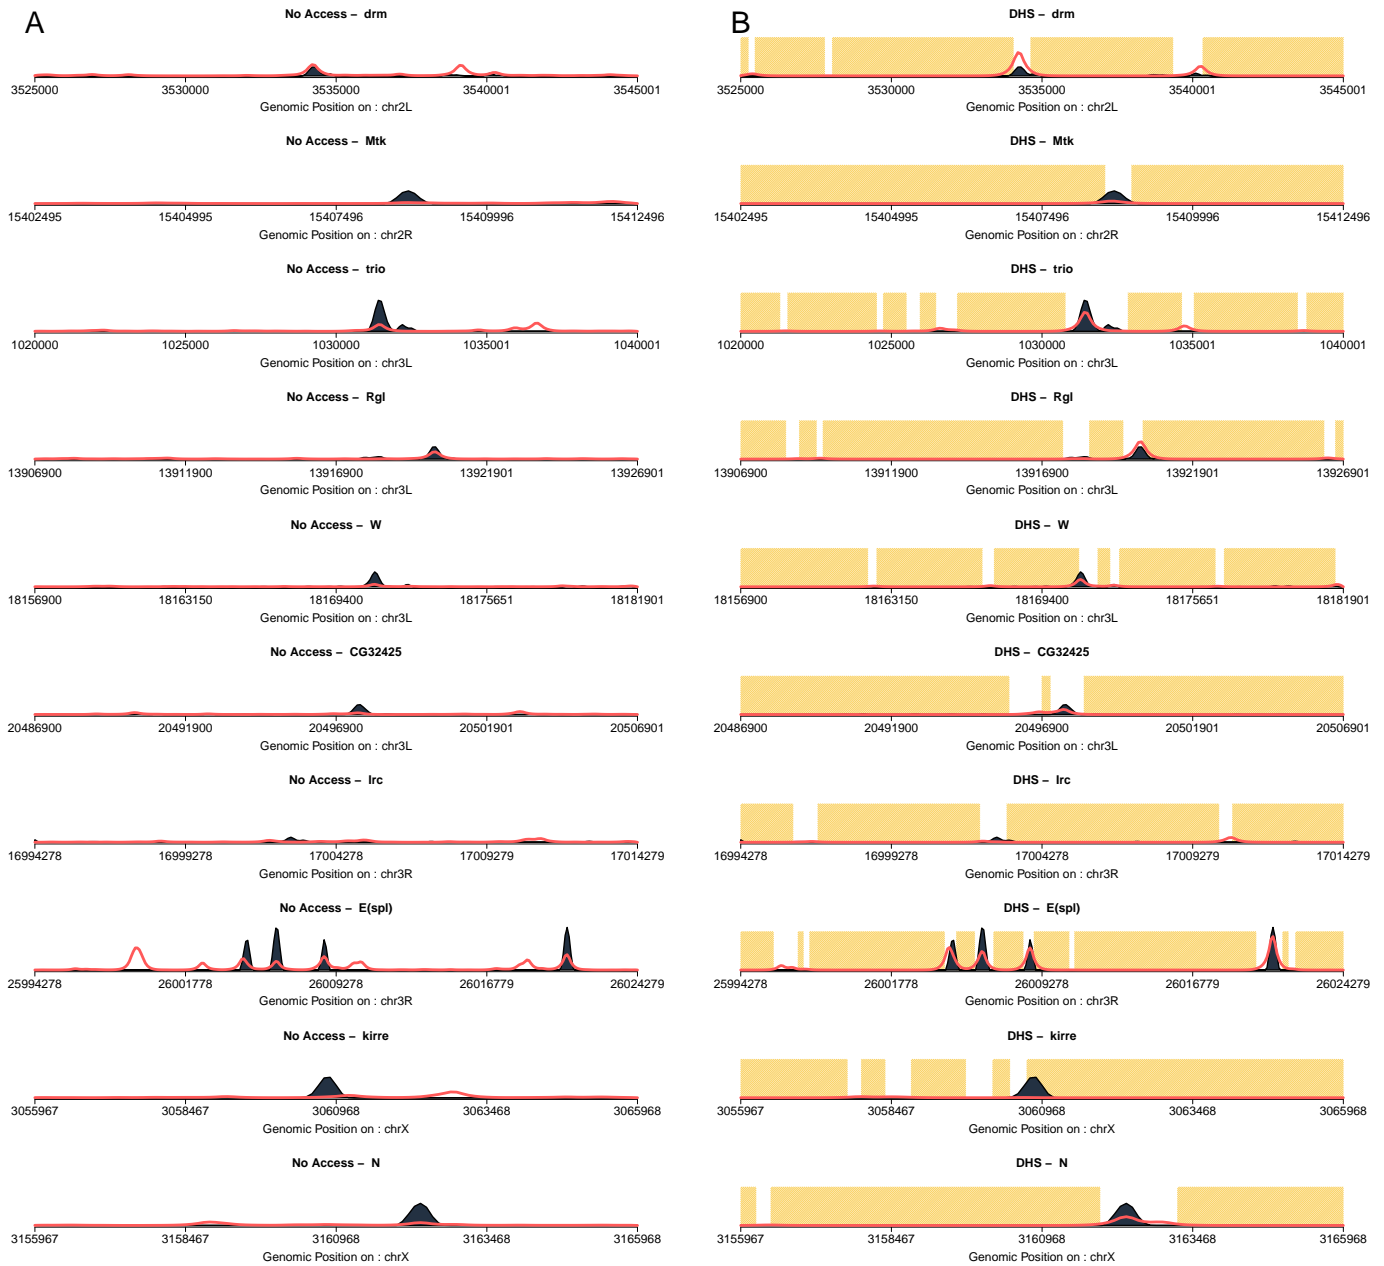 A
No Access – drm
3525000 3530000 3535000 3540001 3545001
Genomic Position on : chr2L
No Access – Mtk
15402495 15404995 15407496 15409996 15412496
Genomic Position on : chr2R
No Access – trio
1020000 1025000 1030000 1035001 1040001
Genomic Position on : chr3L
No Access – Rgl
13906900 13911900 13916900 13921901 13926901
Genomic Position on : chr3L
No Access – W
18156900 18163150 18169400 18175651 18181901
Genomic Position on : chr3L
No Access – CG32425
20486900 20491900 20496900 20501901 20506901
Genomic Position on : chr3L
No Access – Irc
16994278 16999278 17004278 17009279 17014279
Genomic Position on : chr3R
No Access – E(spl)
25994278 26001778 26009278 26016779 26024279
Genomic Position on : chr3R
No Access – kirre
3055967 3058467 3060968 3063468 3065968
Genomic Position on : chrX
No Access – N
3155967 3158467 3160968 3163468 3165968
Genomic Position on : chrX
B
DHS – drm
3525000 3530000 3535000 3540001 3545001
Genomic Position on : chr2L
DHS – Mtk
15402495 15404995 15407496 15409996 15412496
Genomic Position on : chr2R
DHS – trio
1020000 1025000 1030000 1035001 1040001
Genomic Position on : chr3L
DHS – Rgl
13906900 13911900 13916900 13921901 13926901
Genomic Position on : chr3L
DHS – W
18156900 18163150 18169400 18175651 18181901
Genomic Position on : chr3L
DHS – CG32425
20486900 20491900 20496900 20501901 20506901
Genomic Position on : chr3L
DHS – Irc
16994278 16999278 17004278 17009279 17014279
Genomic Position on : chr3R
DHS – E(spl)
25994278 26001778 26009278 26016779 26024279
Genomic Position on : chr3R
DHS – kirre
3055967 3058467 3060968 3063468 3065968
Genomic Position on : chrX
DHS – N
3155967 3158467 3160968 3163468 3165968
Genomic Position on : chrX